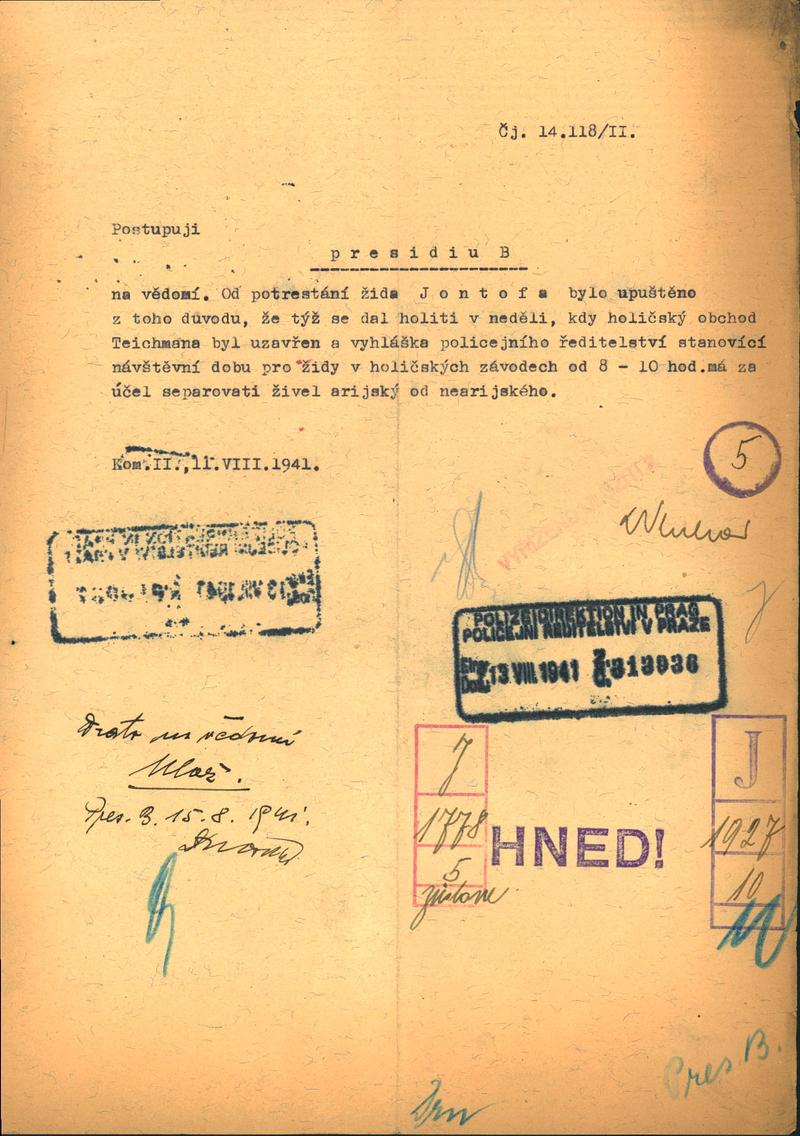 Čj. 14.118/II.
Postupuji
presidiu B
na vědomí. Od potrestání žida Jontofa bylo upuštěno
z toho důvodu, že týž se dal holiti v neděli, kdy holičský obchod
Teichmana byl uzavřen a vyhláška policejního ředitelství stanovící
návštěvní dobu pro židy v holičských závodech od 8 - 10 hod.má za
účel separovati živel arijský od nearijského.
Kom.II.,11.VIII.1941.
5
POLIZEIDIREKTION IN PRAG
POLICEJNÍ ŘEDITELSTVÍ V PRAZE
13 VIII. 1941 313936
na vědomí
Pres. B. 15.8.1941.
J
1778
5
HNED!
J
1927
10
Pres B.